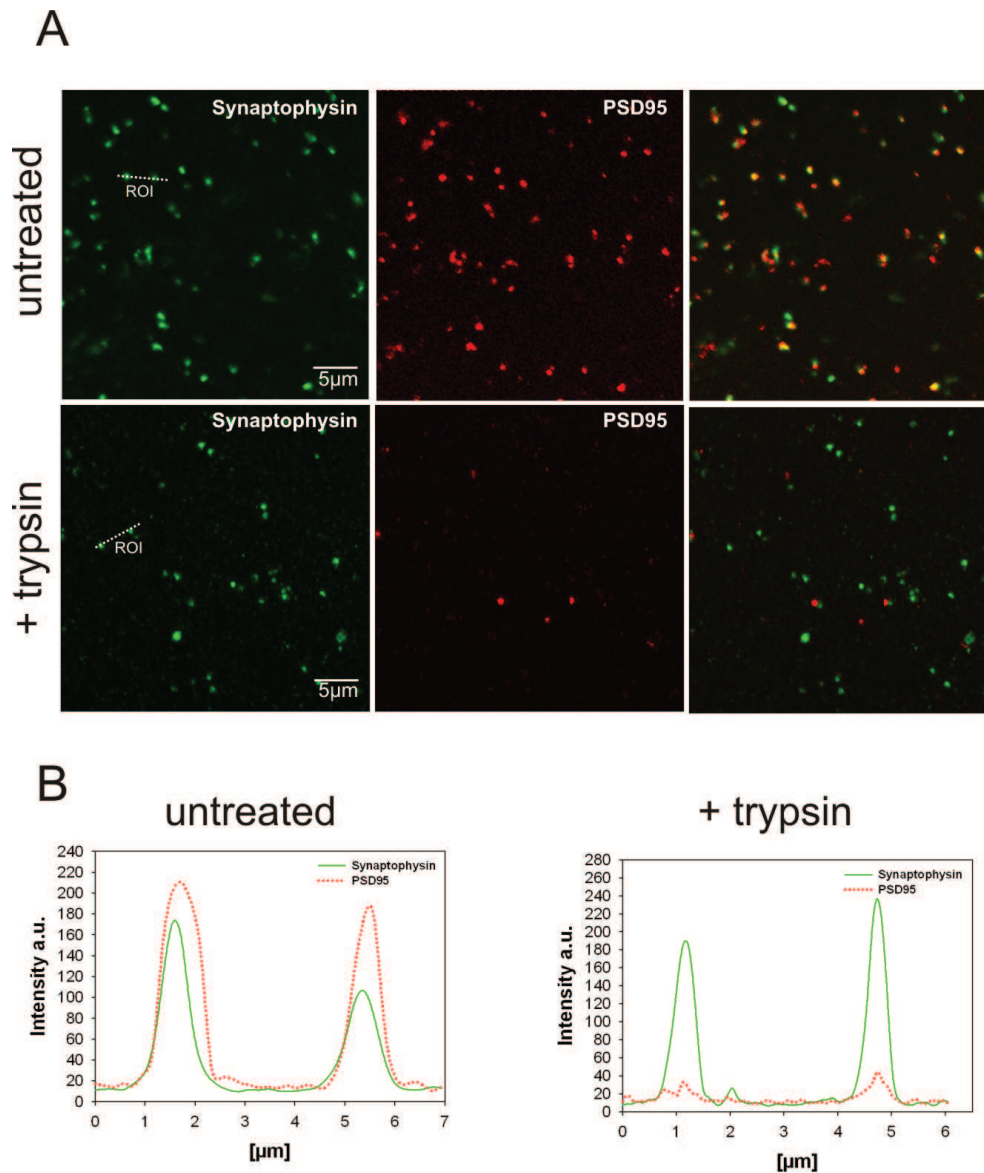 A
untreated
Synaptophysin
PSD95
ROI
5µm
+ trypsin
Synaptophysin
PSD95
ROI
5µm
B
untreated
Intensity a.u.
240
220
200
180
160
140
120
100
80
60
40
20
0
Synaptophysin
PSD95
0 1 2 3 4 5 6 7
[µm]
+ trypsin
Intensity a.u.
280
260
240
220
200
180
160
140
120
100
80
60
40
20
0
Synaptophysin
PSD95
0 1 2 3 4 5 6
[µm]